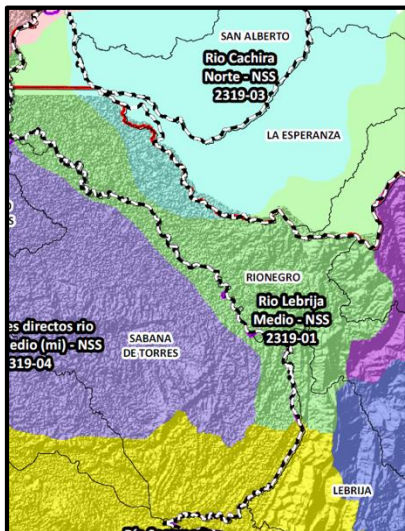 SAN ALBERTO
Rio Cachira
Norte - NSS
2319-03
LA ESPERANZA
RIONEGRO
Rio Lebrija
Medio - NSS
2319-01
es directos rio
edio (mi) - NSS
319-04
SABANA
DE TORRES
LEBRIJA